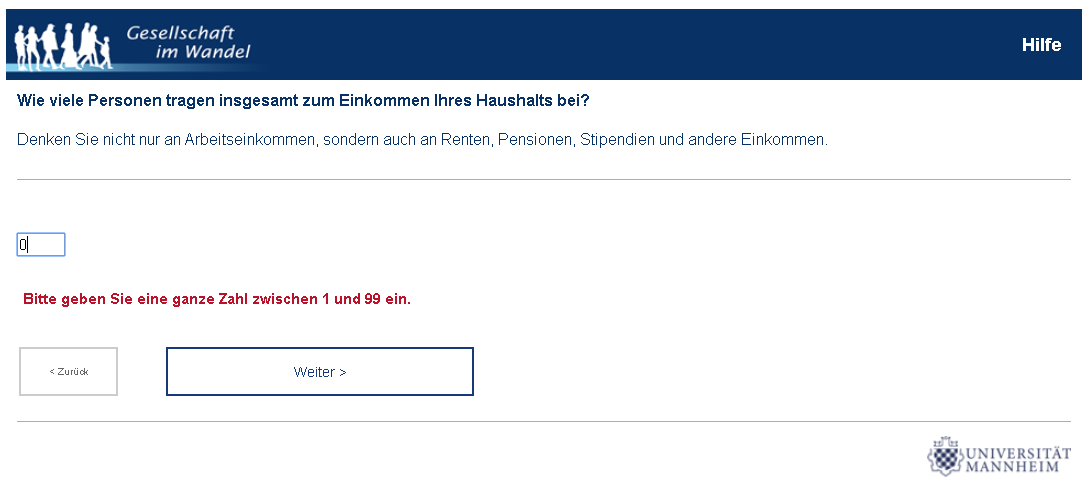 Gesellschaft
im Wandel
Hilfe
Wie viele Personen tragen insgesamt zum Einkommen Ihres Haushalts bei?
Denken Sie nicht nur an Arbeitseinkommen, sondern auch an Renten, Pensionen, Stipendien und andere Einkommen.
0
Bitte geben Sie eine ganze Zahl zwischen 1 und 99 ein.
< Zurück
Weiter >
UNIVERSITÄT
MANNHEIM